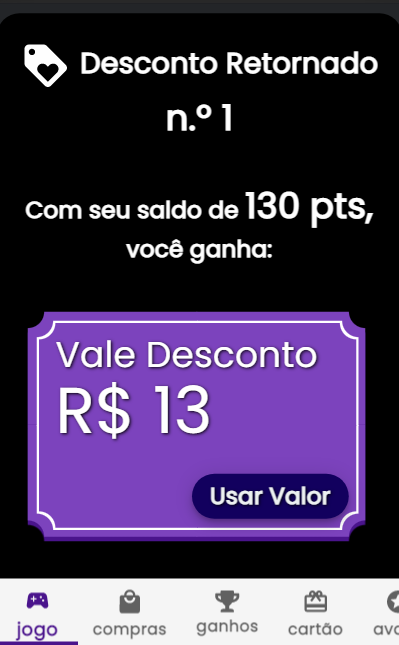 Desconto Retornado
n.º 1
Com seu saldo de 130 pts,
você ganha:
Vale Desconto
R$ 13
Usar Valor
jogo compras ganhos cartão